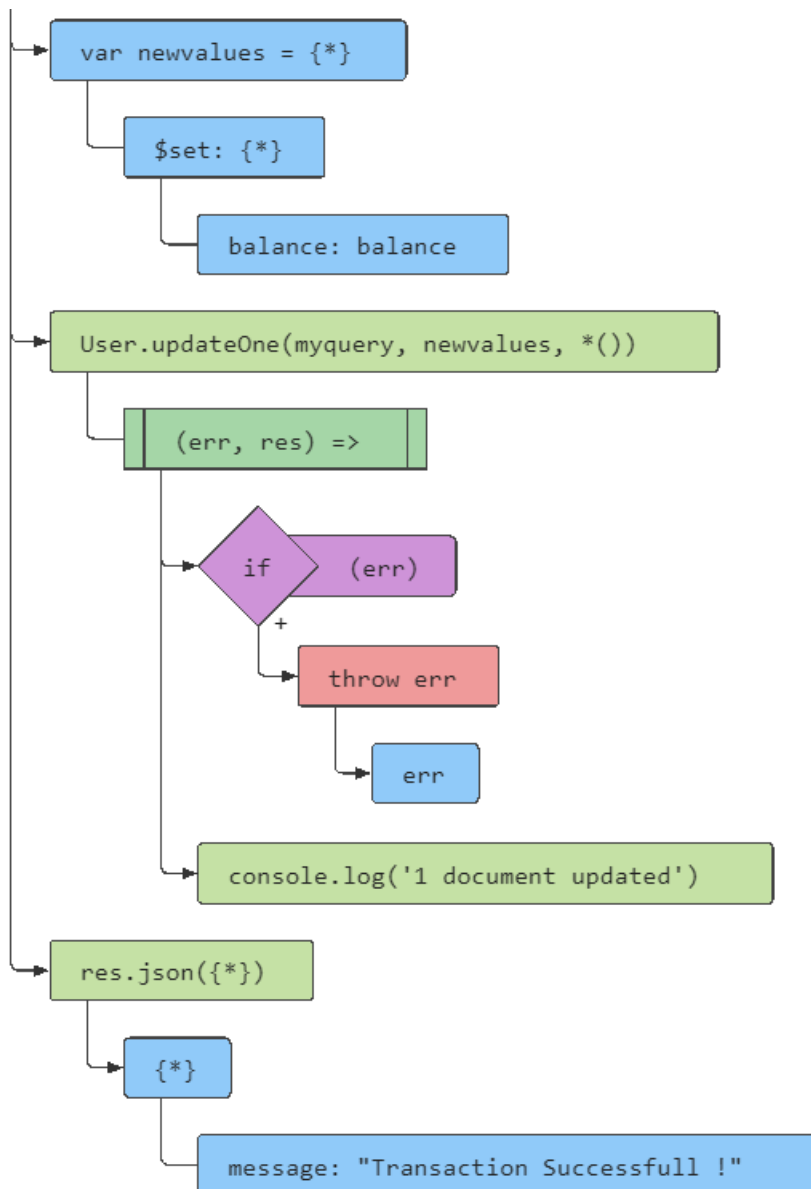 var newvalues = {*}
$set: {*}
balance: balance
User.updateOne(myquery, newvalues, *())
(err, res) =>
if (err)
+
throw err
err
console.log('1 document updated')
res.json({*})
{*}
message: "Transaction Successfull !"